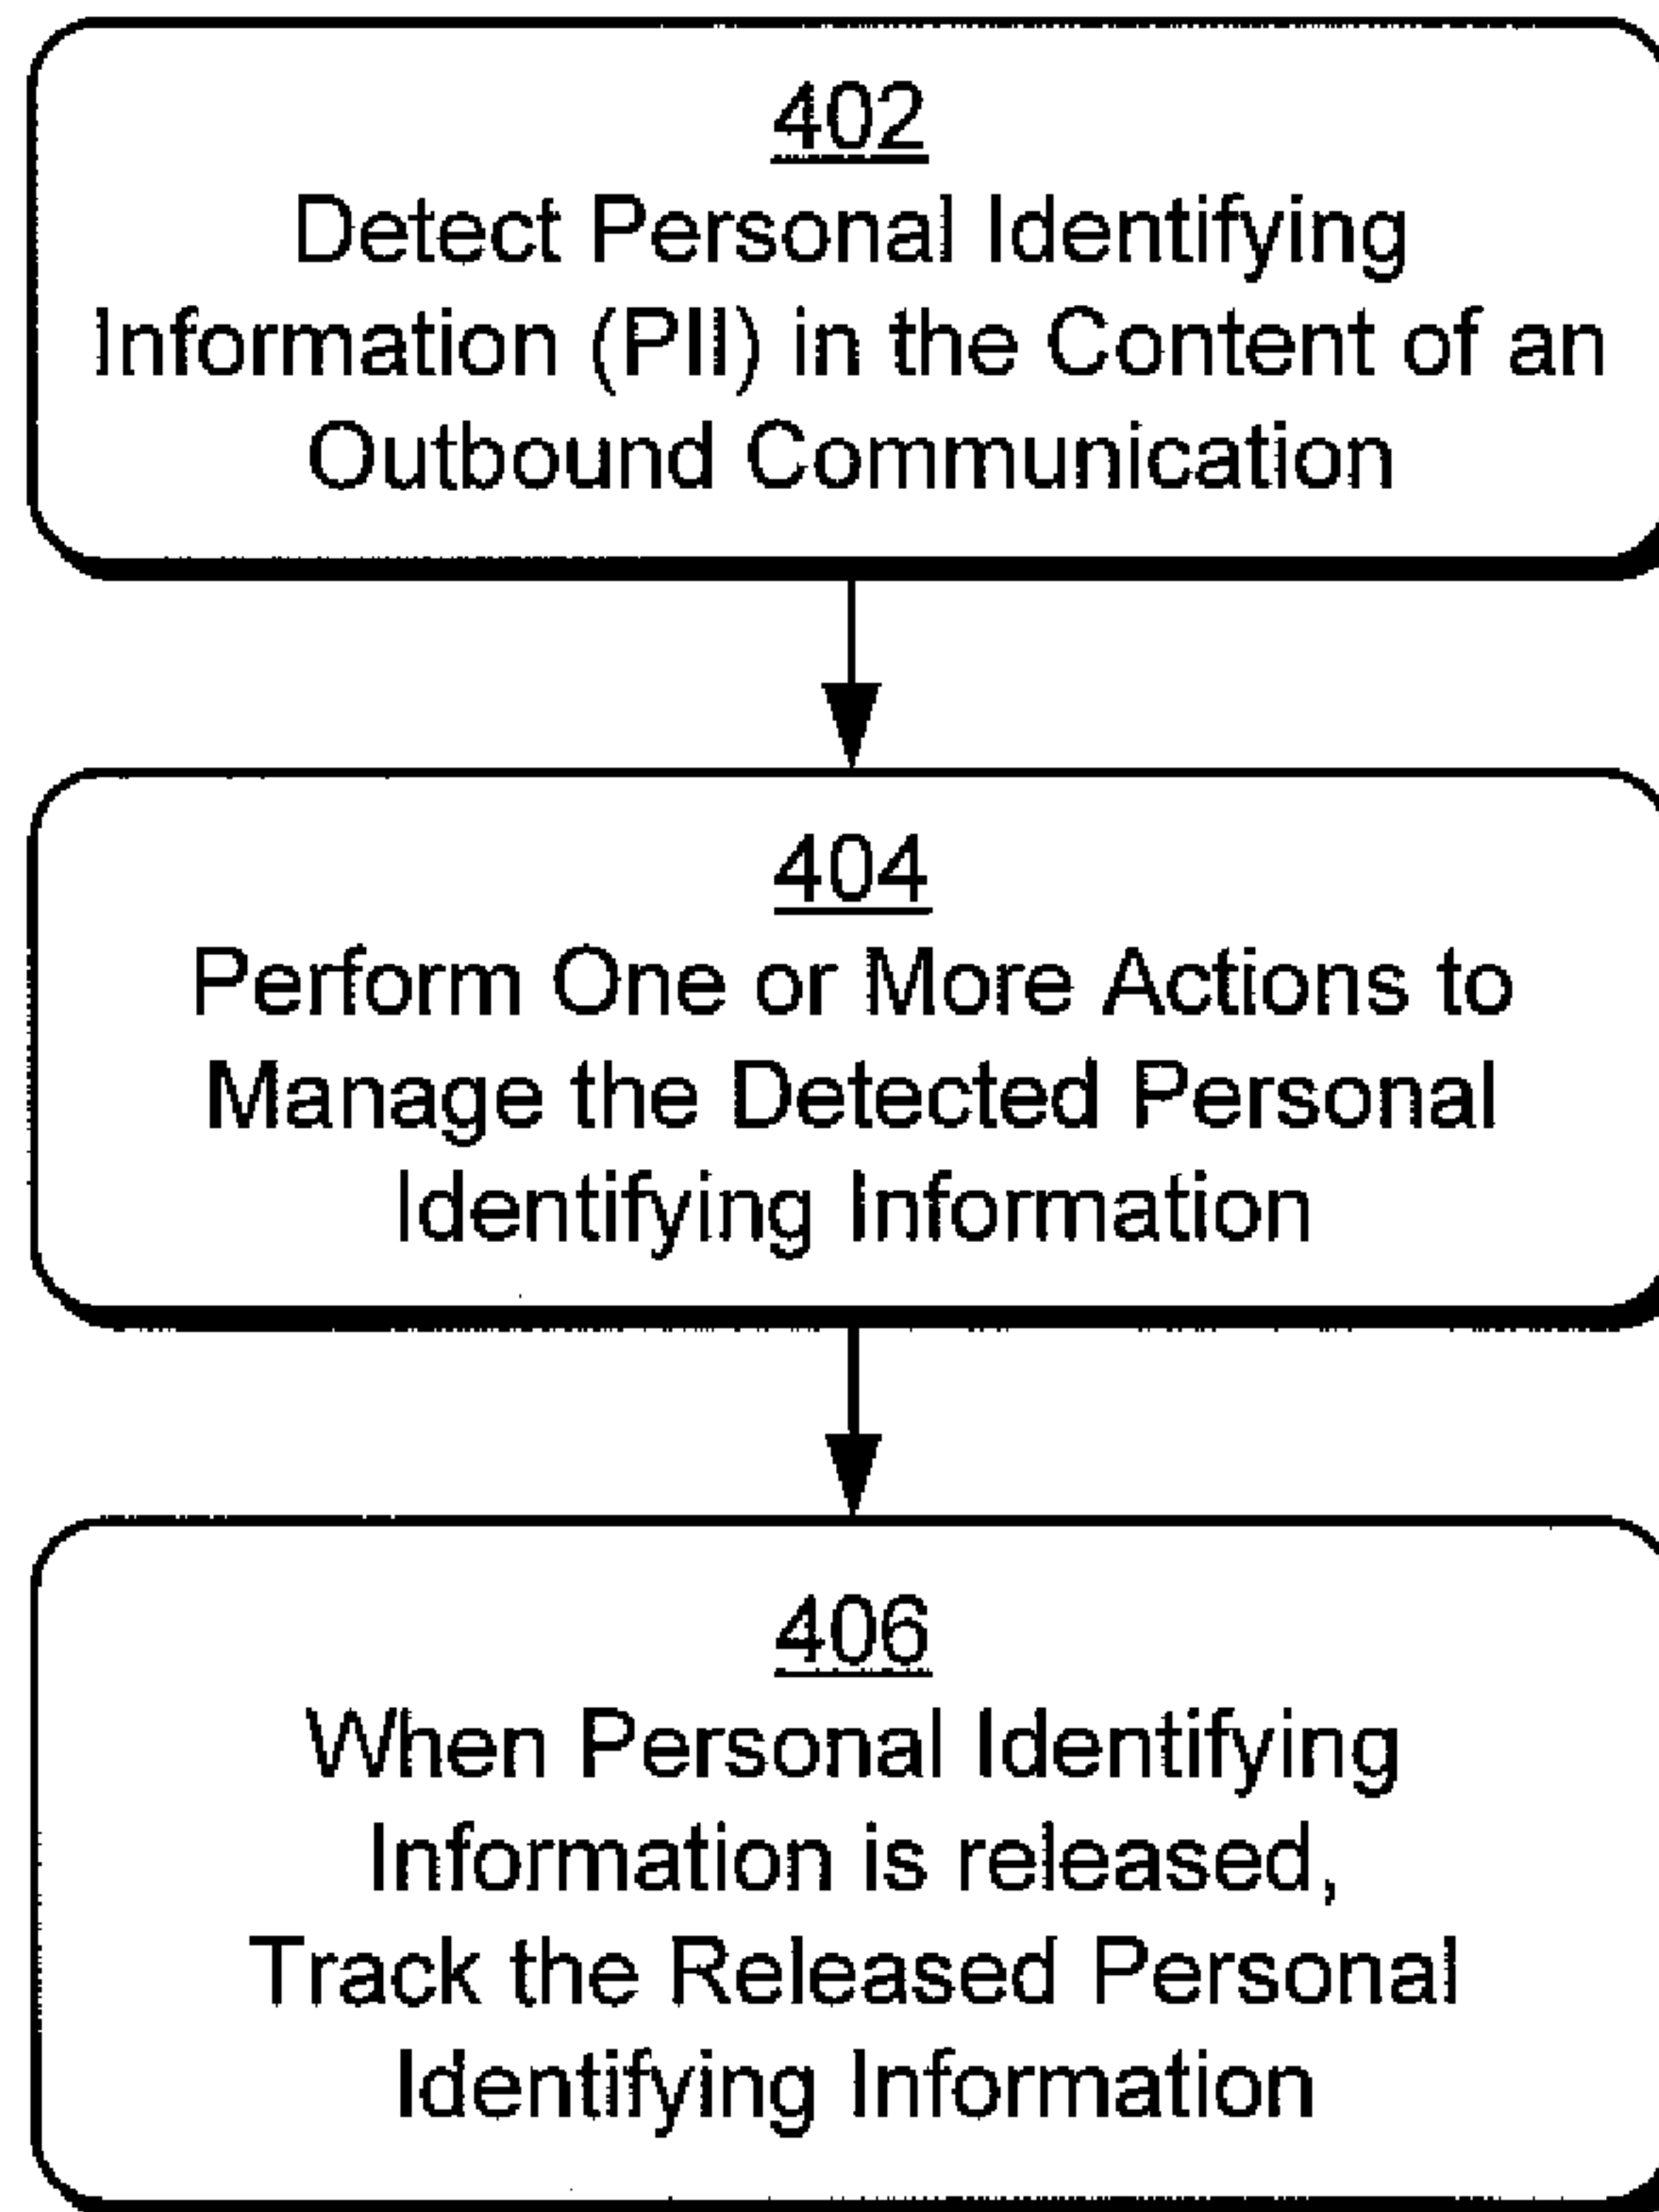 402
Detect Personal Identifying
Information (PII) in the Content of an
Outbound Communication
404
Perform One or More Actions to
Manage the Detected Personal
Identifying Information
406
When Personal Identifying
Information is released,
Track the Released Personal
Identifying Information